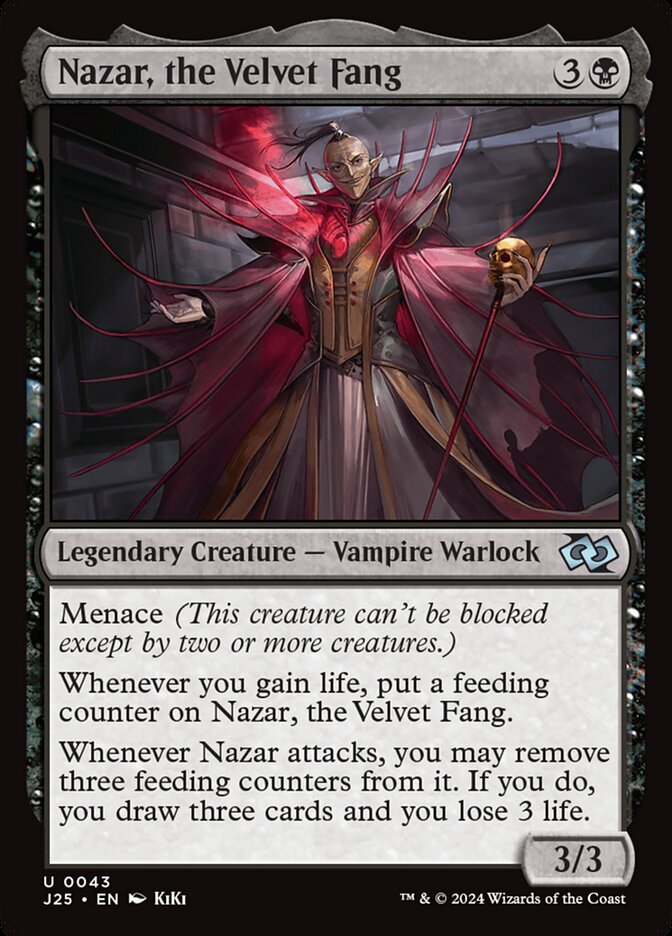 Nazar, the Velvet Fang 3
Legendary Creature — Vampire Warlock
Menace (This creature can't be blocked
except by two or more creatures.)
Whenever you gain life, put a feeding
counter on Nazar, the Velvet Fang.
Whenever Nazar attacks, you may remove
three feeding counters from it. If you do,
you draw three cards and you lose 3 life.
3/3
U 0043
J25 • EN KiKi
™ & © 2024 Wizards of the Coast